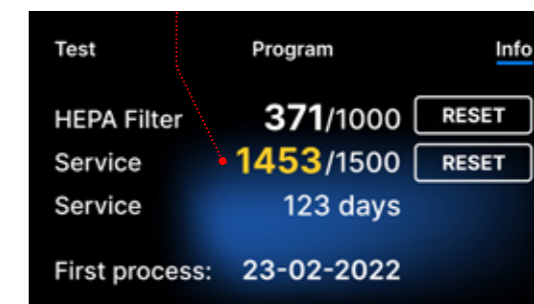 Test Program Info
HEPA Filter 371/1000 RESET
Service 1453/1500 RESET
Service 123 days
First process: 23-02-2022